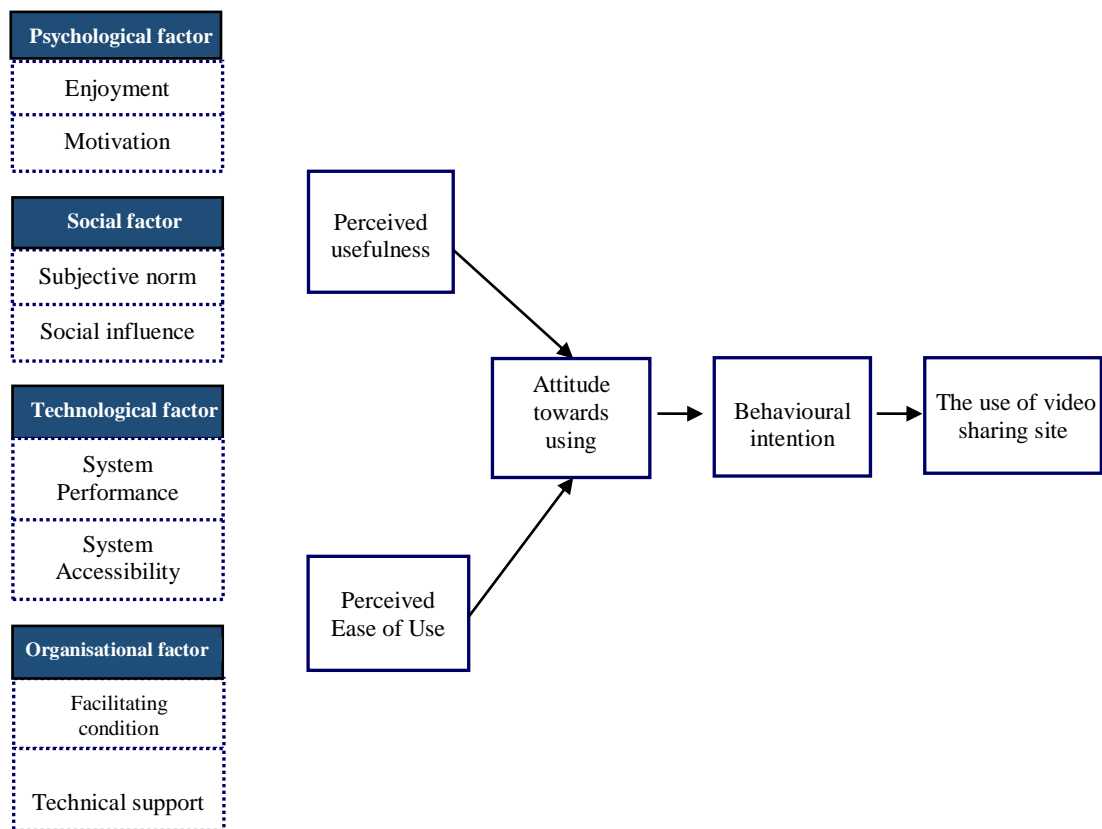 Psychological factor
Enjoyment
Motivation
Social factor
Subjective norm
Social influence
Technological factor
System
Performance
System
Accessibility
Organisational factor
Facilitating
condition
Technical support
Perceived
usefulness
Perceived
Ease of Use
Attitude
towards
using
Behavioural
intention
The use of video
sharing site